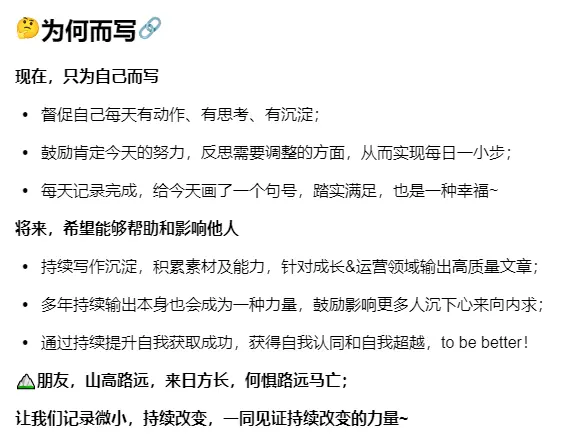 🤔为何而写🔗
现在，只为自己而写
• 督促自己每天有动作、有思考、有沉淀；
• 鼓励肯定今天的努力，反思需要调整的方面，从而实现每日一小步；
• 每天记录完成，给今天画了一个句号，踏实满足，也是一种幸福~
将来，希望能够帮助和影响他人
• 持续写作沉淀，积累素材及能力，针对成长&运营领域输出高质量文章；
• 多年持续输出本身也会成为一种力量，鼓励影响更多人沉下心来向内求；
• 通过持续提升自我获取成功，获得自我认同和自我超越，to be better！
⛰️朋友，山高路远，来日方长，何惧路远马亡；
让我们记录微小，持续改变，一同见证持续改变的力量~